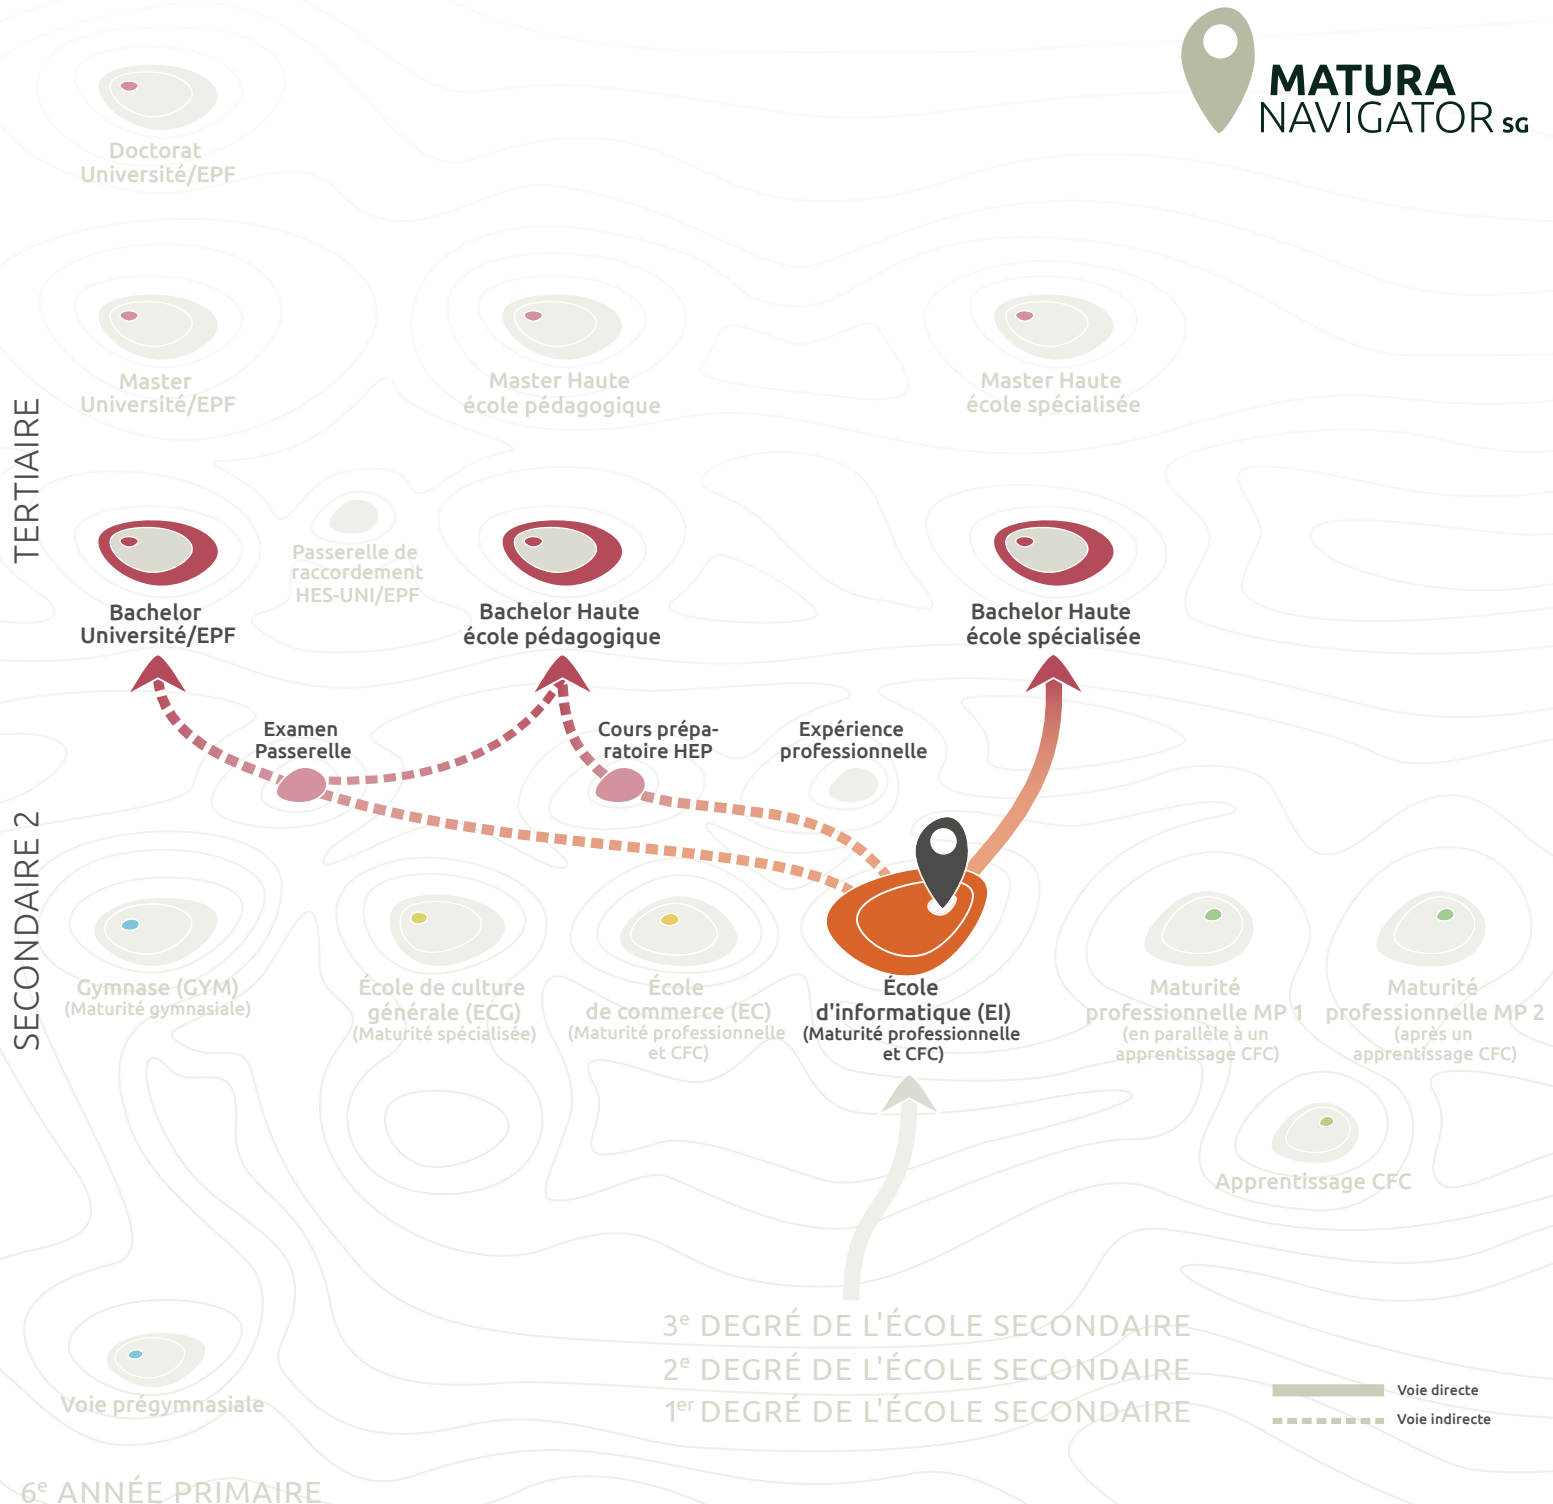 MATURA
NAVIGATOR SG
Doctorat
Université/EPF
Master
Université/EPF
Master Haute
école pédagogique
Master Haute
école spécialisée
TERTIAIRE
Bachelor
Université/EPF
Passerelle de
raccordement
HES-UNI/EPF
Bachelor Haute
école pédagogique
Bachelor Haute
école spécialisée
Examen
Passerelle
Cours prépa-
ratoire HEP
Expérience
professionnelle
SECONDAIRE 2
Gymnase (GYM)
(Maturité gymnasiale)
École de culture
générale (ECG)
(Maturité spécialisée)
École
de commerce (EC)
(Maturité professionnelle
et CFC)
École
d'informatique (EI)
(Maturité professionnelle
et CFC)
Maturité
professionnelle MP 1
(en parallèle à un
apprentissage CFC)
Maturité
professionnelle MP 2
(après un
apprentissage CFC)
Apprentissage CFC
3e DEGRÉ DE L'ÉCOLE SECONDAIRE
2e DEGRÉ DE L'ÉCOLE SECONDAIRE
1er DEGRÉ DE L'ÉCOLE SECONDAIRE
Voie directe
Voie indirecte
Voie prégymnasiale
6e ANNÉE PRIMAIRE